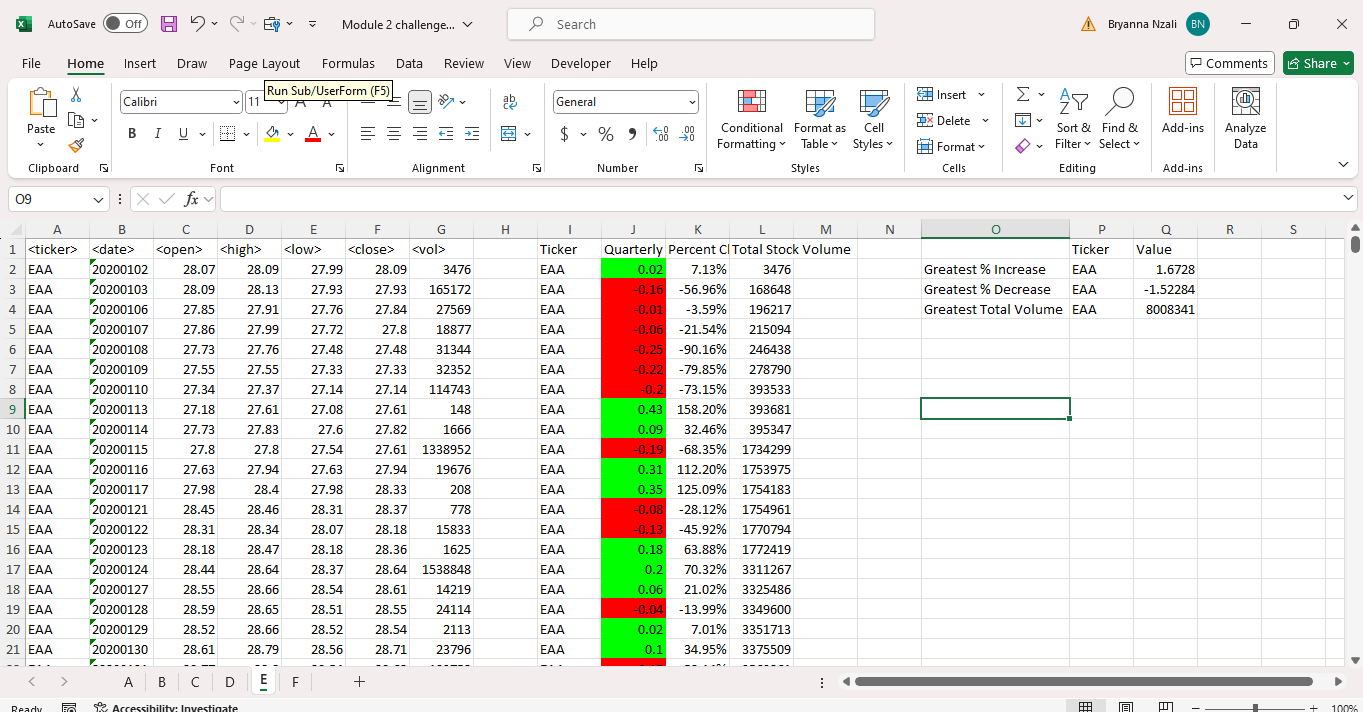 AutoSave Off Module 2 challenge... Search Bryanna Nzali BN
File Home Insert Draw Page Layout Formulas Data Review View Developer Help Comments Share
Run Sub/UserForm (F5)
Calibri 11 General
Paste
Conditional Formatting
Format as Table
Cell Styles
Insert
Delete
Format
Sort & Filter
Find & Select
Add-ins
Analyze Data
Clipboard Font Alignment Number Styles Cells Editing Add-ins
O9 fx
A B C D E F G H I J K L M N O P Q R S
1 <ticker> <date> <open> <high> <low> <close> <vol> Ticker Quarterly Percent Cl Total Stock Volume Ticker Value
2 EAA 20200102 28.07 28.09 27.99 28.09 3476 EAA 0.02 7.13% 3476 Greatest % Increase EAA 1.6728
3 EAA 20200103 28.09 28.13 27.93 27.93 165172 EAA -0.16 -56.96% 168648 Greatest % Decrease EAA -1.52284
4 EAA 20200106 27.85 27.91 27.76 27.84 27569 EAA -0.01 -3.59% 196217 Greatest Total Volume EAA 8008341
5 EAA 20200107 27.86 27.99 27.72 27.8 18877 EAA -0.06 -21.54% 215094
6 EAA 20200108 27.73 27.76 27.48 27.48 31344 EAA -0.25 -90.16% 246438
7 EAA 20200109 27.55 27.55 27.33 27.33 32352 EAA -0.22 -79.85% 278790
8 EAA 20200110 27.34 27.37 27.14 27.14 114743 EAA -0.2 -73.15% 393533
9 EAA 20200113 27.18 27.61 27.08 27.61 148 EAA 0.43 158.20% 393681
10 EAA 20200114 27.73 27.83 27.6 27.82 1666 EAA 0.09 32.46% 395347
11 EAA 20200115 27.8 27.8 27.54 27.61 1338952 EAA -0.19 -68.35% 1734299
12 EAA 20200116 27.63 27.94 27.63 27.94 19676 EAA 0.31 112.20% 1753975
13 EAA 20200117 27.98 28.4 27.98 28.33 208 EAA 0.35 125.09% 1754183
14 EAA 20200121 28.45 28.46 28.31 28.37 778 EAA -0.08 -28.12% 1754961
15 EAA 20200122 28.31 28.34 28.07 28.18 15833 EAA -0.13 -45.92% 1770794
16 EAA 20200123 28.18 28.47 28.18 28.36 1625 EAA 0.18 63.88% 1772419
17 EAA 20200124 28.44 28.64 28.37 28.64 1538848 EAA 0.2 70.32% 3311267
18 EAA 20200127 28.55 28.66 28.54 28.61 14219 EAA 0.06 21.02% 3325486
19 EAA 20200128 28.59 28.65 28.51 28.55 24114 EAA -0.04 -13.99% 3349600
20 EAA 20200129 28.52 28.66 28.52 28.54 2113 EAA 0.02 7.01% 3351713
21 EAA 20200130 28.61 28.79 28.56 28.71 23796 EAA 0.1 34.95% 3375509
A B C D E F
Ready Accessibility: Investigate 100%